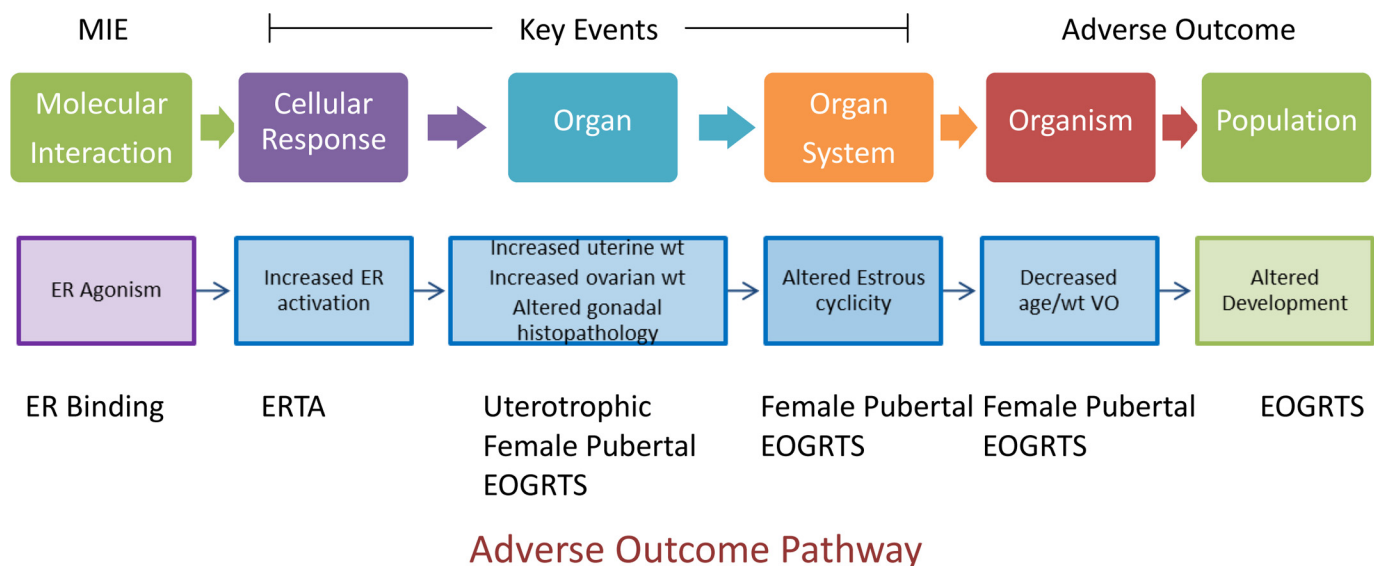 MIE
Key Events
Adverse Outcome
Molecular
Interaction
Cellular
Response
Organ
Organ
System
Organism
Population
ER Agonism
Increased ER
activation
Increased uterine wt
Increased ovarian wt
Altered gonadal
histopathology
Altered Estrous
cyclicity
Decreased
age/wt VO
Altered
Development
ER Binding
ERTA
Uterotrophic
Female Pubertal
EOGRTS
Female Pubertal
EOGRTS
Female Pubertal
EOGRTS
EOGRTS
Adverse Outcome Pathway